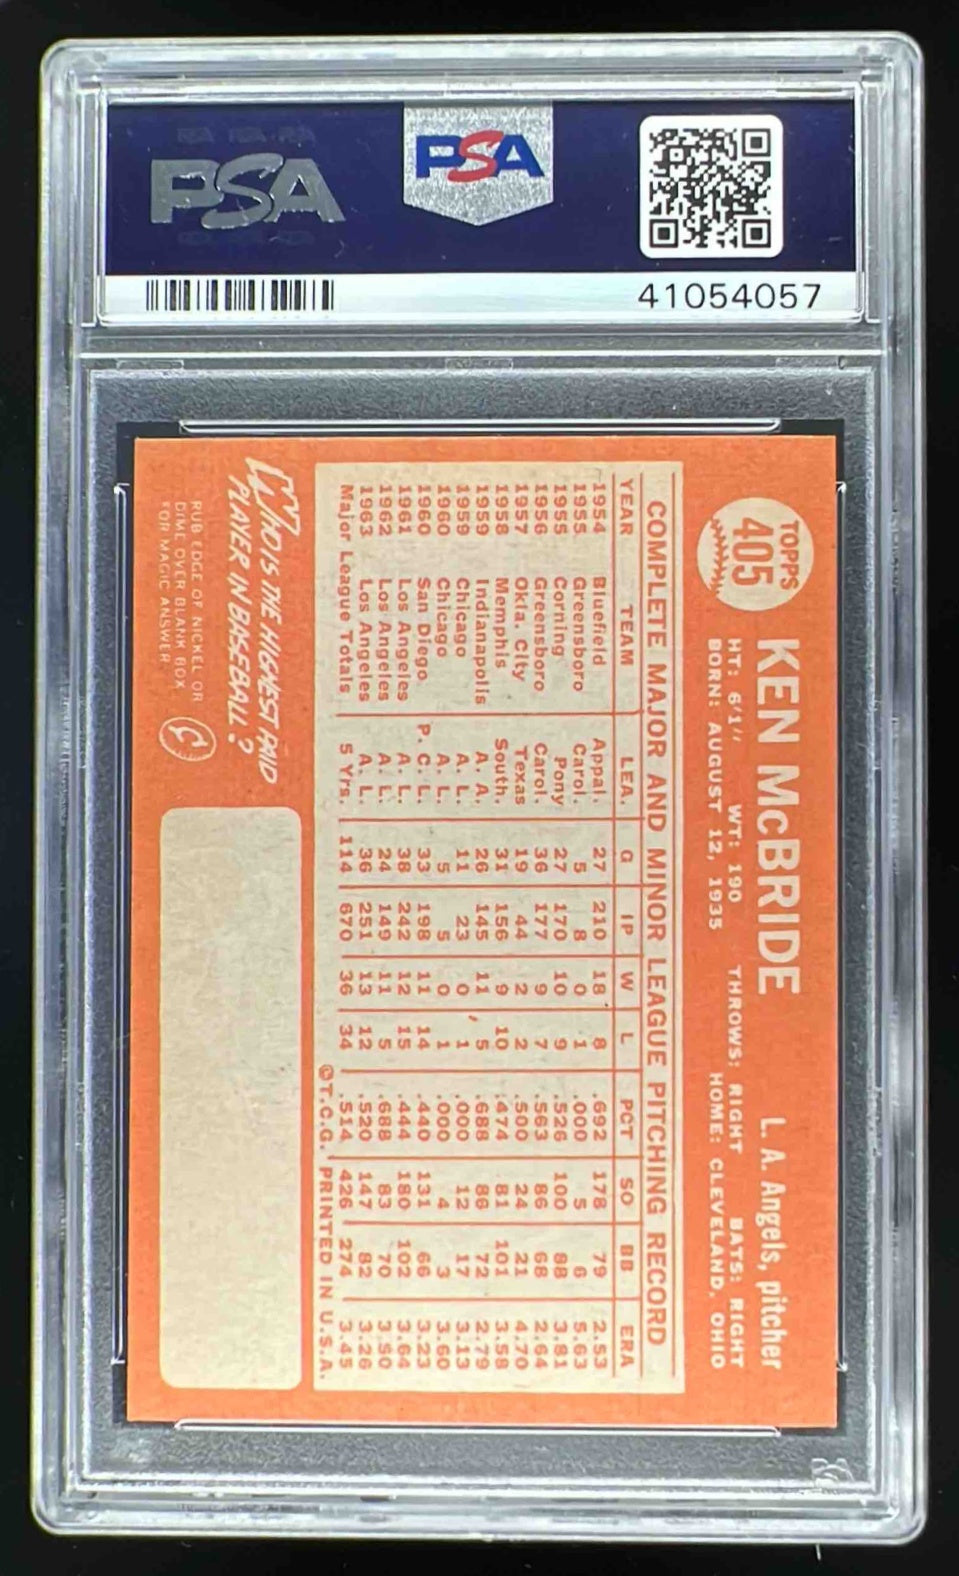 PSA
PSA
41054057
TOPPS
405
KEN McBRIDE
L. A. Angels, pitcher
HT: 6'1" WT: 190 THROWS: RIGHT BATS: RIGHT
BORN: AUGUST 12, 1935 HOME: CLEVELAND, OHIO
COMPLETE MAJOR AND MINOR LEAGUE PITCHING RECORD
YEAR TEAM LEA. G IP W L PCT SO BB ERA
1954 Bluefield Appal. 27 210 18 8 .692 178 79 2.53
1955 Greensboro Carol. 5 8 0 1 .000 5 6 5.63
1955 Corning Pony 27 170 10 9 .526 100 88 3.81
1956 Greensboro Carol. 36 177 9 7 .563 86 68 2.64
1957 Okla. City Texas 19 44 2 2 .500 24 21 4.70
1958 Memphis South. 31 156 9 10 .474 81 101 3.58
1959 Indianapolis A. A. 26 145 11 5 .688 86 72 2.79
1959 Chicago A. L. 11 23 0 1 .000 12 17 3.13
1960 Chicago A. L. 5 5 0 1 .000 4 3 3.60
1960 San Diego P. C. L. 33 198 11 14 .440 131 66 3.23
1961 Los Angeles A. L. 38 242 12 15 .444 180 102 3.64
1962 Los Angeles A. L. 24 149 11 5 .688 83 70 3.50
1963 Los Angeles A. L. 36 251 13 12 .520 147 82 3.26
Major League Totals 5 Yrs. 114 670 36 34 .514 426 274 3.45
©T.C.G. PRINTED IN U.S.A.
WHO IS THE HIGHEST PAID
PLAYER IN BASEBALL?
RUB EDGE OF NICKEL OR
DIME OVER BLANK BOX
FOR MAGIC ANSWER